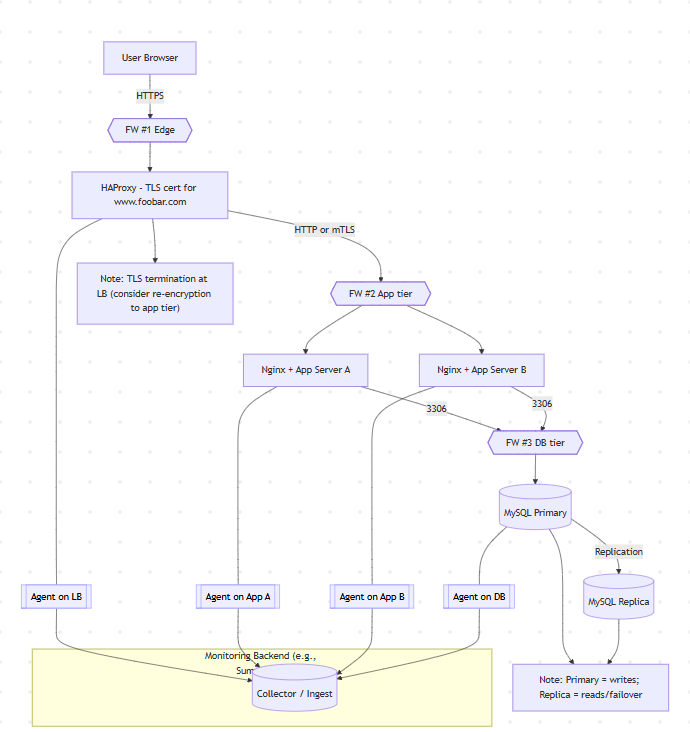 User Browser
HTTPS
FW #1 Edge
HAProxy - TLS cert for
www.foobar.com
HTTP or mTLS
Note: TLS termination at
LB (consider re-encryption
to app tier)
FW #2 App tier
Nginx + App Server A
Nginx + App Server B
3306
3306
FW #3 DB tier
MySQL Primary
Replication
Agent on LB
Agent on App A
Agent on App B
Agent on DB
MySQL Replica
Monitoring Backend (e.g.,
Collector / Ingest
Note: Primary = writes;
Replica = reads/failover